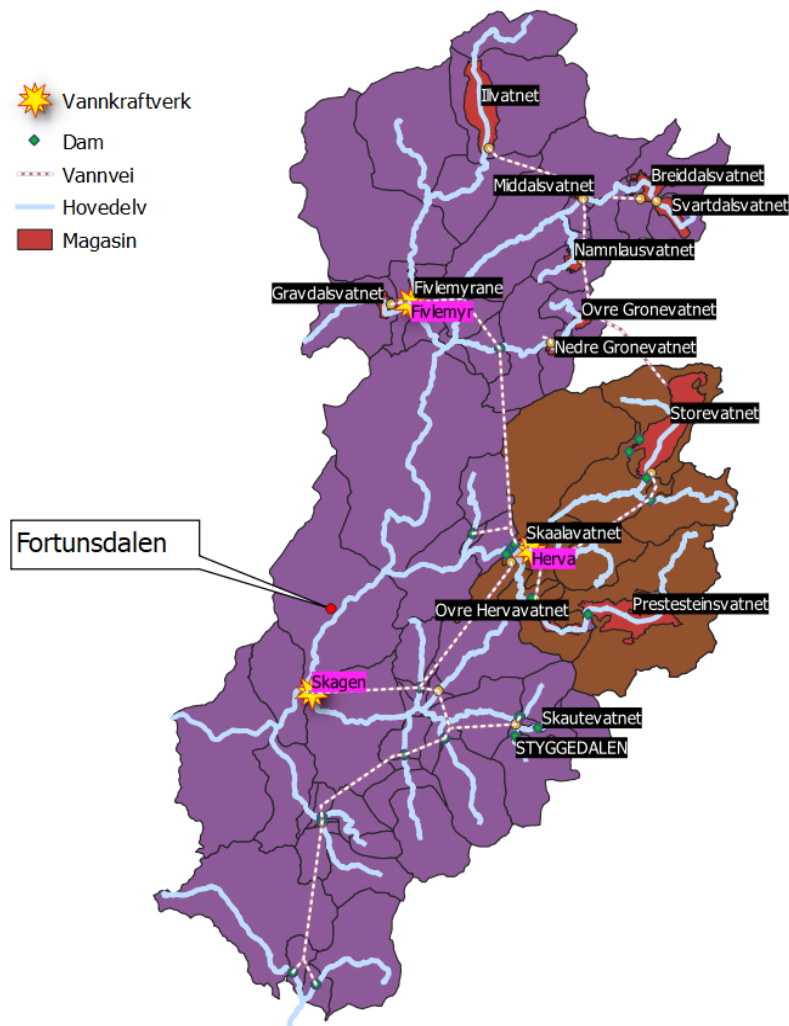 Vannkraftverk
Dam
Vannvei
Hovedelv
Magasin
Illvatnet
Middalsvatnet
Breiddalsvatnet
Svartdalsvatnet
Namnlausvatnet
Gravdalsvatnet
Fivlemyrane
Fivlemyr
Ovre Gronevatnet
Nedre Gronevatnet
Storevatnet
Fortunsdalen
Skaalavatnet
Herva
Ovre Hervavatnet
Prestesteinsvatnet
Skagen
Skautevatnet
STYGGEDALEN